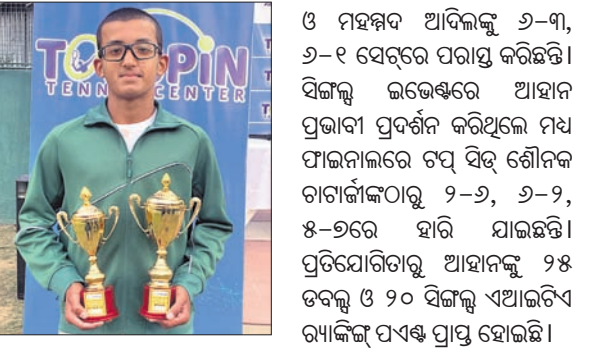 TOPSPIN
TENNIS CENTER
ଓ ମହମ୍ମଦ ଆଦିଲଙ୍କୁ ୬–୩,
୬–୧ ସେଟ୍‌ରେ ପରାସ୍ତ କରିଛନ୍ତି।
ସିଙ୍ଗଲ୍ସ ଇଭେଣ୍ଟରେ ଆହାନ
ପ୍ରଭାବୀ ପ୍ରଦର୍ଶନ କରିଥିଲେ ମଧ୍ୟ
ଫାଇନାଲରେ ଟପ୍ ସିଡ୍ ଶୌନକ
ଚାଟାର୍ଜୀଙ୍କଠାରୁ ୨–୬, ୬–୨,
୫–୭ରେ ହାରି ଯାଇଛନ୍ତି।
ପ୍ରତିଯୋଗିତାରୁ ଆହାନଙ୍କୁ ୨୫
ଡବଲ୍ସ ଓ ୨୦ ସିଙ୍ଗଲ୍ସ ଏଆଇଟିଏ
ର‌୍ୟାଙ୍କିଙ୍ଗ୍ ପଏଣ୍ଟ ପ୍ରାପ୍ତ ହୋଇଛି।